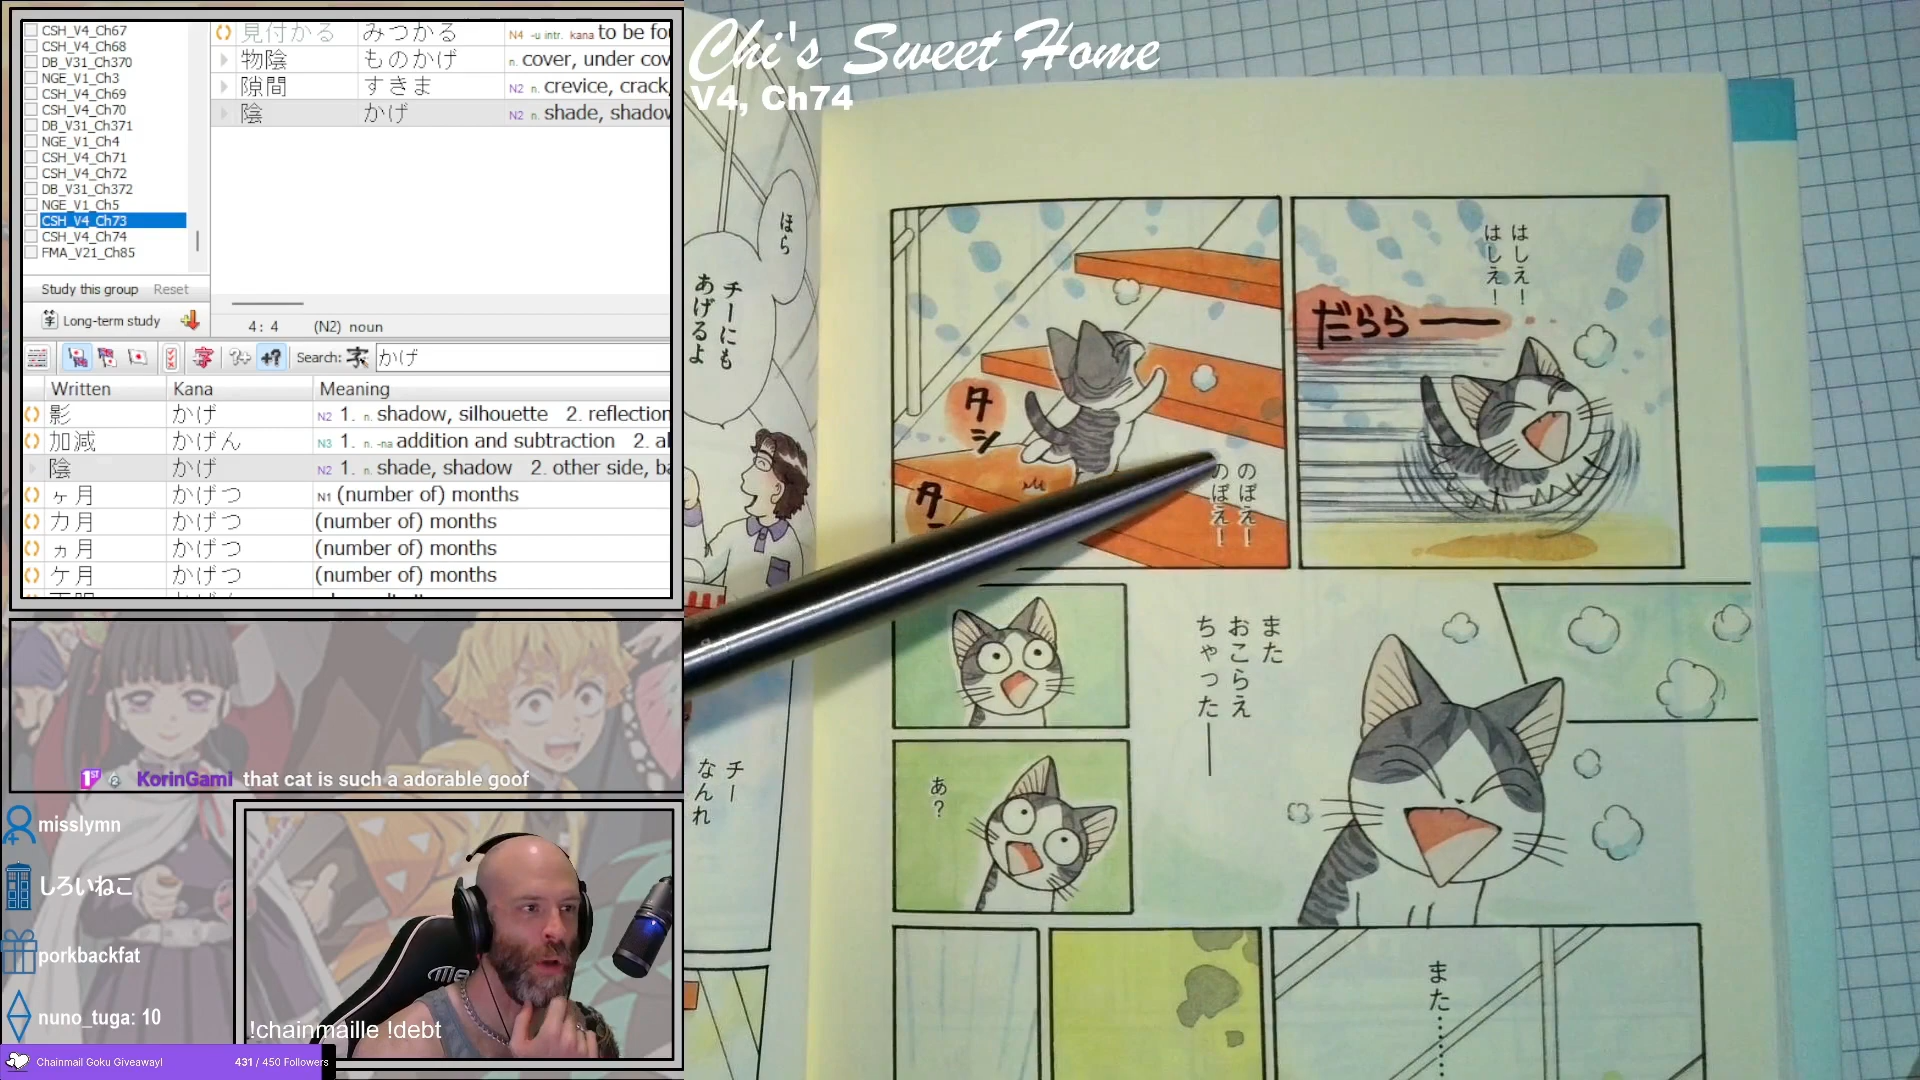 CSH_V4_Ch67
CSH_V4_Ch68
DB_V31_Ch370
NGE_V1_Ch3
CSH_V4_Ch69
CSH_V4_Ch70
DB_V31_Ch371
NGE_V1_Ch4
CSH_V4_Ch71
CSH_V4_Ch72
DB_V31_Ch372
NGE_V1_Ch5
CSH_V4_Ch73
CSH_V4_Ch74
FMA_V21_Ch85
Study this group Reset
Long-term study
見付かる みつかる N4 -u intr. kana to be fou
物陰 ものかげ n. cover, under cov
隙間 すきま N2 n. crevice, crack,
陰 かげ N2 n. shade, shadow
4: 4 (N2) noun
Search: かげ
Written Kana Meaning
影 かげ N2 1. n. shadow, silhouette 2. reflection
加減 かげん N3 1. n. -na addition and subtraction 2. al
陰 かげ N2 1. n. shade, shadow 2. other side, ba
ヶ月 かげつ N1 (number of) months
カ月 かげつ (number of) months
ヵ月 かげつ (number of) months
ケ月 かげつ (number of) months
KorinGami that cat is such a adorable goof
misslymn
しろいねこ
porkbackfat
nuno_tuga: 10
!chainmaille !debt
Chainmail Goku Giveaway! 431 / 450 Followers
Chi's Sweet Home
V4, Ch74
はしえ!
はしえ!
だららー
タシ
タ
のぼえー
のぼえー
ほら
チーにも
あげるよ
また
おこらえ
ちゃったー
あ?
チー
なんれ
また……